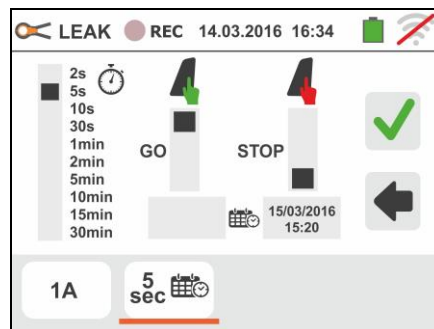 LEAK REC 14.03.2016 16:34
2s
5s
10s
30s
1min
2min
5min
10min
15min
30min
GO
STOP
15/03/2016
15:20
1A
5
sec